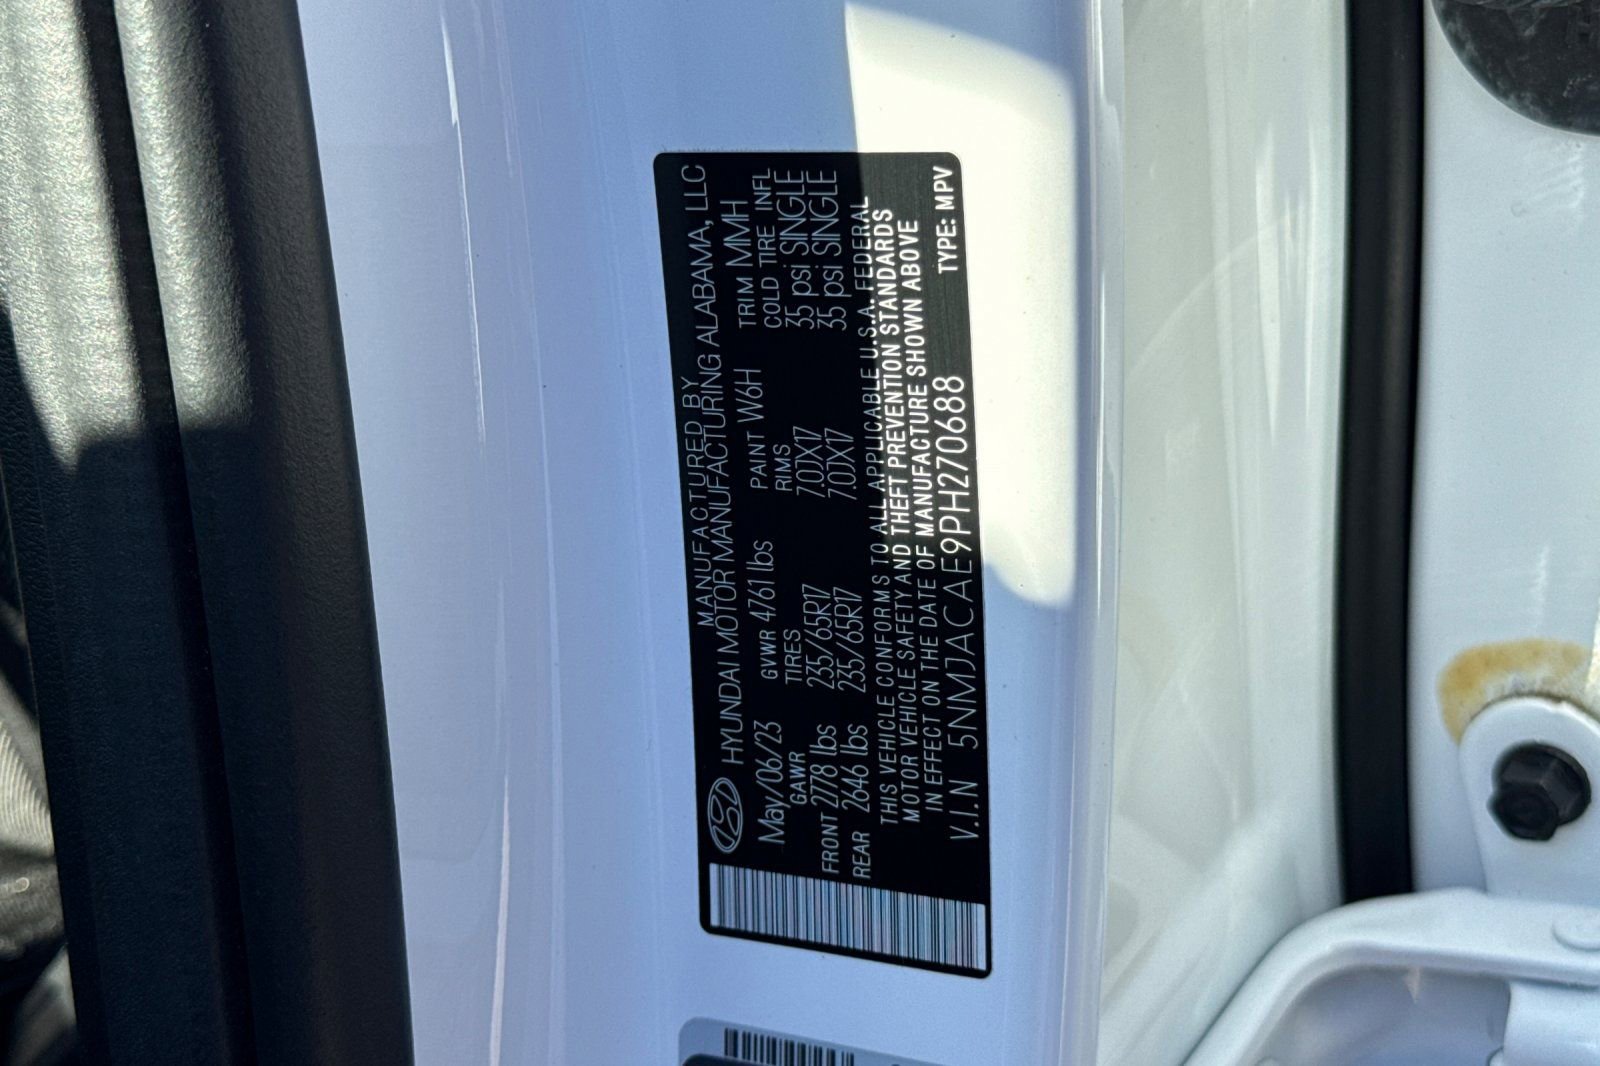 MANUFACTURED BY
HYUNDAI MOTOR MANUFACTURING ALABAMA, LLC
May/06/23 GVWR 4761 lbs PAINT W6H TRIM MMH
GAWR TIRES RIMS COLD TIRE INFL
FRONT 2778 lbs 235/65R17 7.0JX17 35 psi SINGLE
REAR 2646 lbs 235/65R17 7.0JX17 35 psi SINGLE
THIS VEHICLE CONFORMS TO ALL APPLICABLE U.S.A. FEDERAL
MOTOR VEHICLE SAFETY AND THEFT PREVENTION STANDARDS
IN EFFECT ON THE DATE OF MANUFACTURE SHOWN ABOVE
V.I.N 5NMJACAE9PH270688 TYPE: MPV